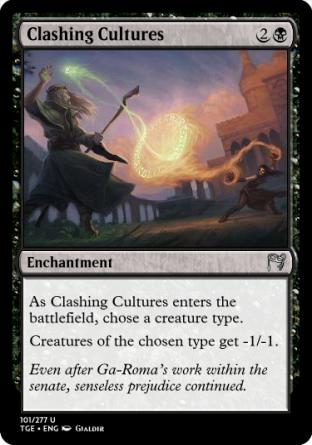 Clashing Cultures 2
Enchantment
As Clashing Cultures enters the
battlefield, chose a creature type.
Creatures of the chosen type get -1/-1.
Even after Ga-Roma's work within the
senate, senseless prejudice continued.
101/277 U
TGE • ENG GIALDIR